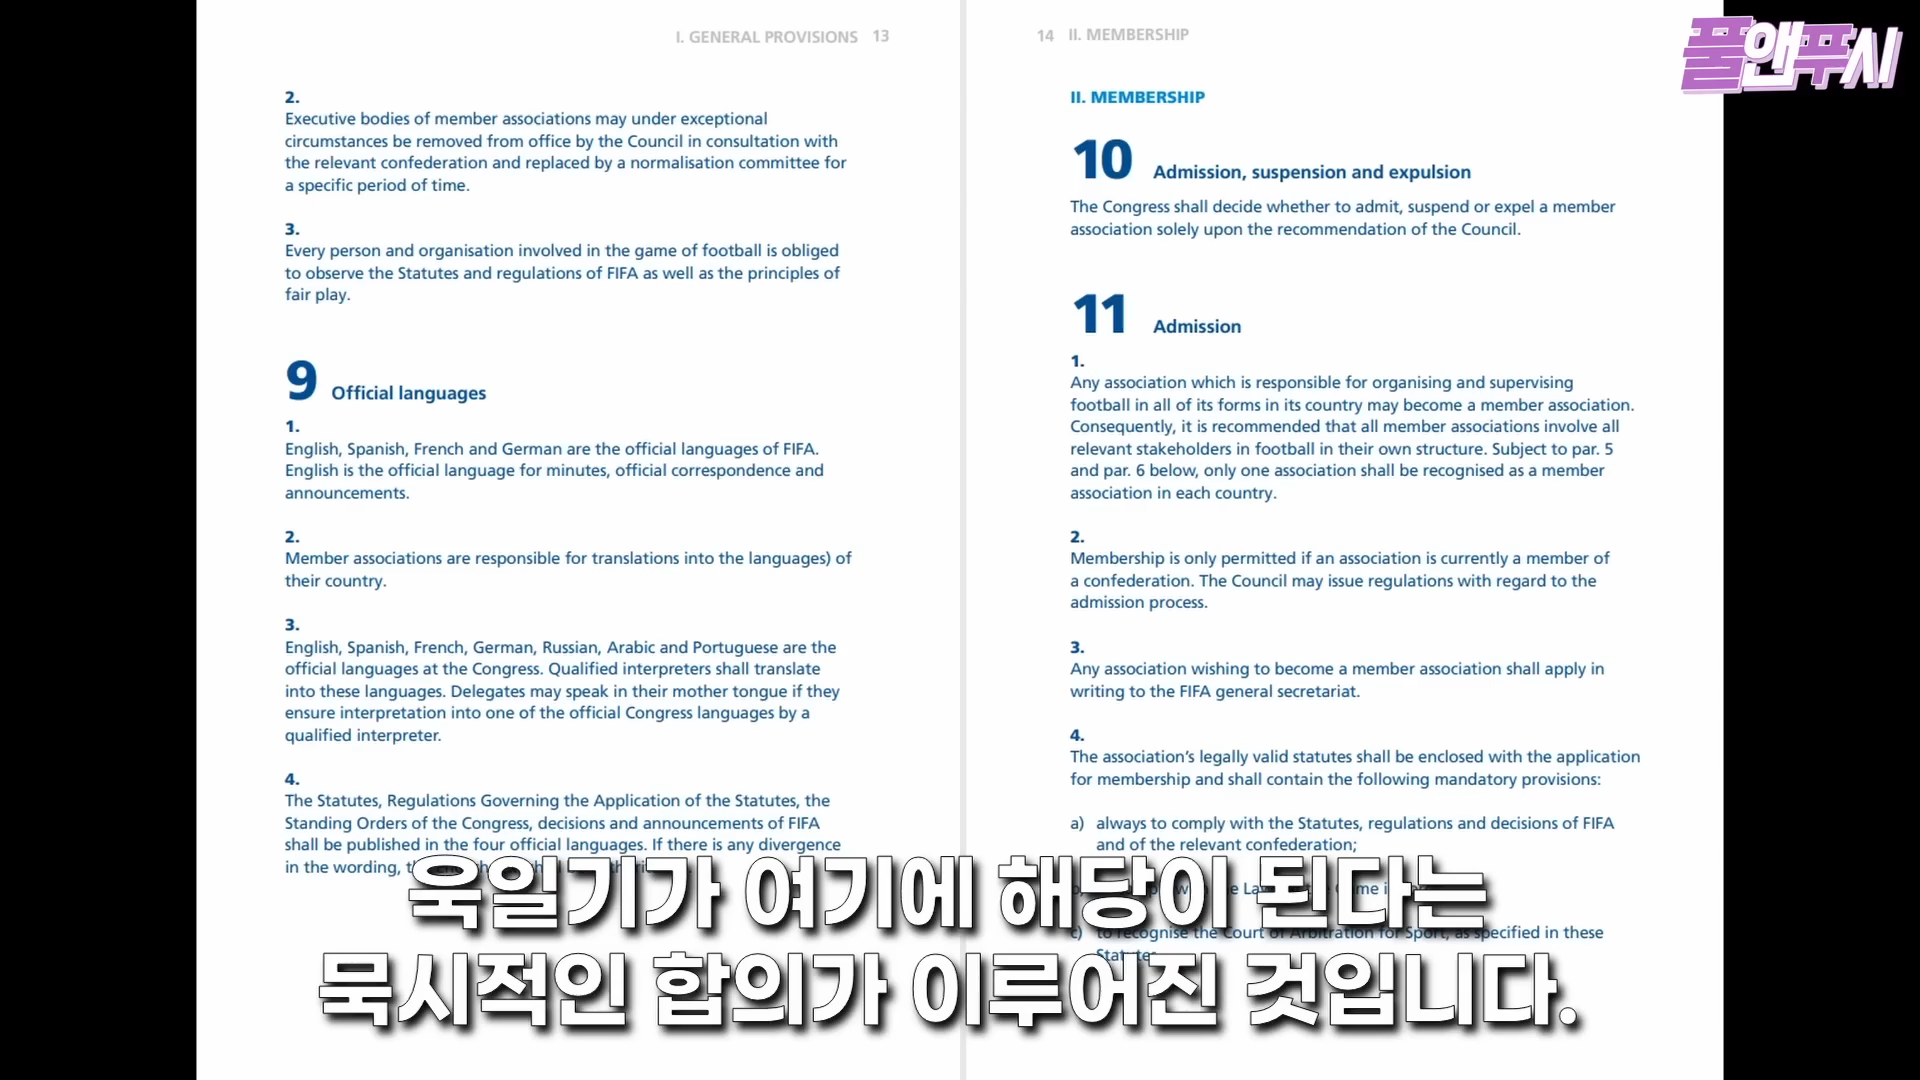 I. GENERAL PROVISIONS 13
2.
Executive bodies of member associations may under exceptional
circumstances be removed from office by the Council in consultation with
the relevant confederation and replaced by a normalisation committee for
a specific period of time.
3.
Every person and organisation involved in the game of football is obliged
to observe the Statutes and regulations of FIFA as well as the principles of
fair play.
9 Official languages
1.
English, Spanish, French and German are the official languages of FIFA.
English is the official language for minutes, official correspondence and
announcements.
2.
Member associations are responsible for translations into the languages) of
their country.
3.
English, Spanish, French, German, Russian, Arabic and Portuguese are the
official languages at the Congress. Qualified interpreters shall translate
into these languages. Delegates may speak in their mother tongue if they
ensure interpretation into one of the official Congress languages by a
qualified interpreter.
4.
The Statutes, Regulations Governing the Application of the Statutes, the
Standing Orders of the Congress, decisions and announcements of FIFA
shall be published in the four official languages. If there is any divergence
in the wording,
14 II. MEMBERSHIP
II. MEMBERSHIP
10 Admission, suspension and expulsion
The Congress shall decide whether to admit, suspend or expel a member
association solely upon the recommendation of the Council.
11 Admission
1.
Any association which is responsible for organising and supervising
football in all of its forms in its country may become a member association.
Consequently, it is recommended that all member associations involve all
relevant stakeholders in football in their own structure. Subject to par. 5
and par. 6 below, only one association shall be recognised as a member
association in each country.
2.
Membership is only permitted if an association is currently a member of
a confederation. The Council may issue regulations with regard to the
admission process.
3.
Any association wishing to become a member association shall apply in
writing to the FIFA general secretariat.
4.
The association's legally valid statutes shall be enclosed with the application
for membership and shall contain the following mandatory provisions:
a) always to comply with the Statutes, regulations and decisions of FIFA
and of the relevant confederation;
c) to recognise the Court of Arbitration for Sport, as specified in these
Statutes
풀앤푸시
욱일기가 여기에 해당이 된다는
묵시적인 합의가 이루어진 것입니다.